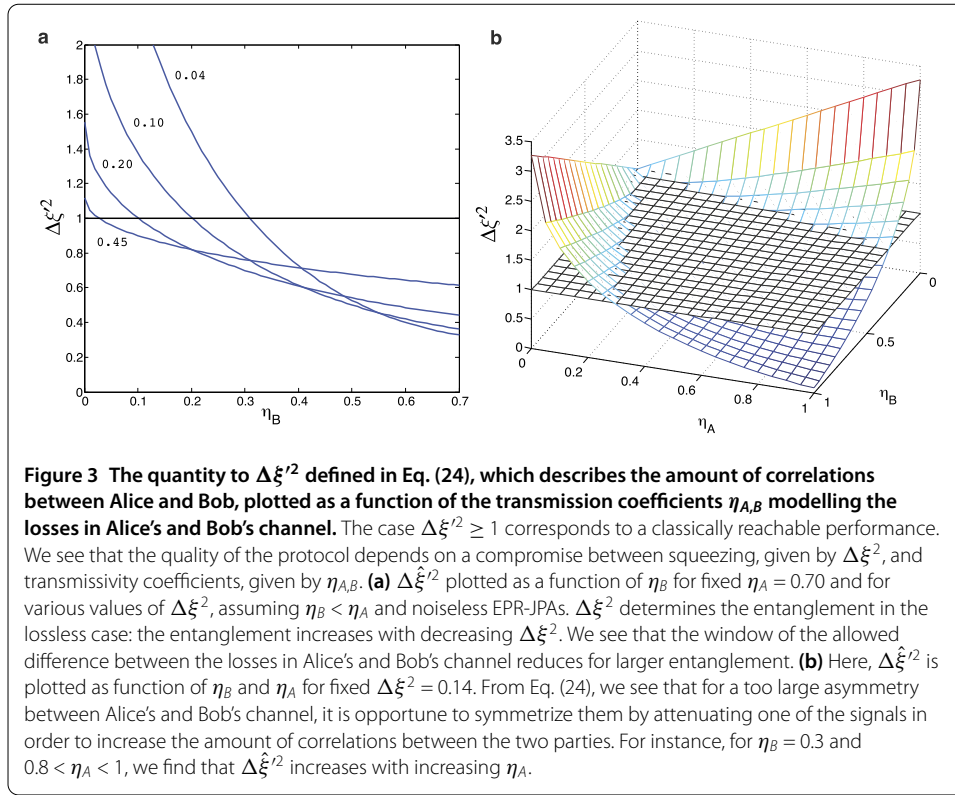 a
b
2
1.8
1.6
1.4
1.2
1
0.8
0.6
0.4
0.2
0
Δξ′²
0.04
0.10
0.20
0.45
0 0.1 0.2 0.3 0.4 0.5 0.6 0.7
η_B
3.5
3
2.5
2
1.5
1
0.5
0
Δξ′²
0 0.2 0.4 0.6 0.8 1
η_A
0
0.5
1
η_B
Figure 3 The quantity to Δξ′² defined in Eq. (24), which describes the amount of correlations
between Alice and Bob, plotted as a function of the transmission coefficients η_A,B modelling the
losses in Alice's and Bob's channel. The case Δξ′² ≥ 1 corresponds to a classically reachable performance.
We see that the quality of the protocol depends on a compromise between squeezing, given by Δξ², and
transmissivity coefficients, given by η_A,B. (a) Δξ̂′² plotted as a function of η_B for fixed η_A = 0.70 and for
various values of Δξ², assuming η_B < η_A and noiseless EPR-JPAs. Δξ² determines the entanglement in the
lossless case: the entanglement increases with decreasing Δξ². We see that the window of the allowed
difference between the losses in Alice's and Bob's channel reduces for larger entanglement. (b) Here, Δξ̂′² is
plotted as function of η_B and η_A for fixed Δξ² = 0.14. From Eq. (24), we see that for a too large asymmetry
between Alice's and Bob's channel, it is opportune to symmetrize them by attenuating one of the signals in
order to increase the amount of correlations between the two parties. For instance, for η_B = 0.3 and
0.8 < η_A < 1, we find that Δξ̂′² increases with increasing η_A.